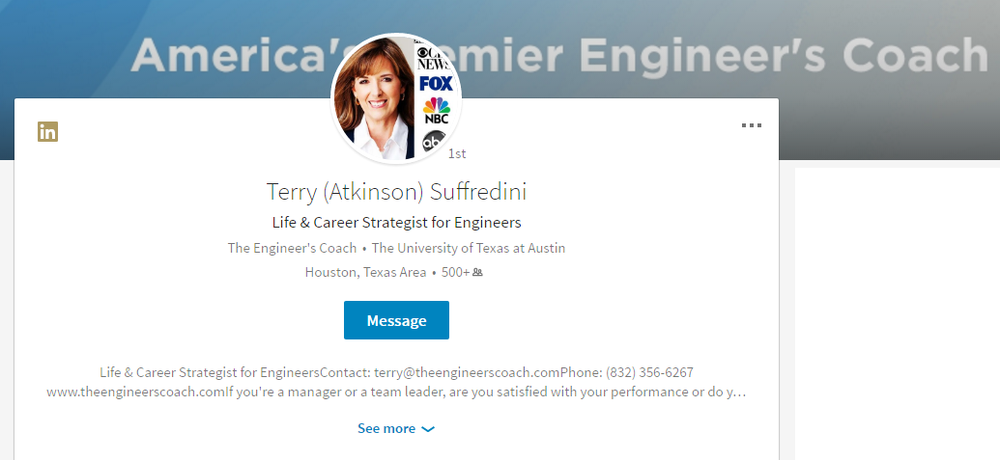 America's emier Engineer's Coach
CBS
NEWS
FOX
NBC
abc
in
1st
Terry (Atkinson) Suffredini
Life & Career Strategist for Engineers
The Engineer's Coach • The University of Texas at Austin
Houston, Texas Area • 500+
Message
Life & Career Strategist for EngineersContact: terry@theengineerscoach.comPhone: (832) 356-6267
www.theengineerscoach.comIf you're a manager or a team leader, are you satisfied with your performance or do y…
See more